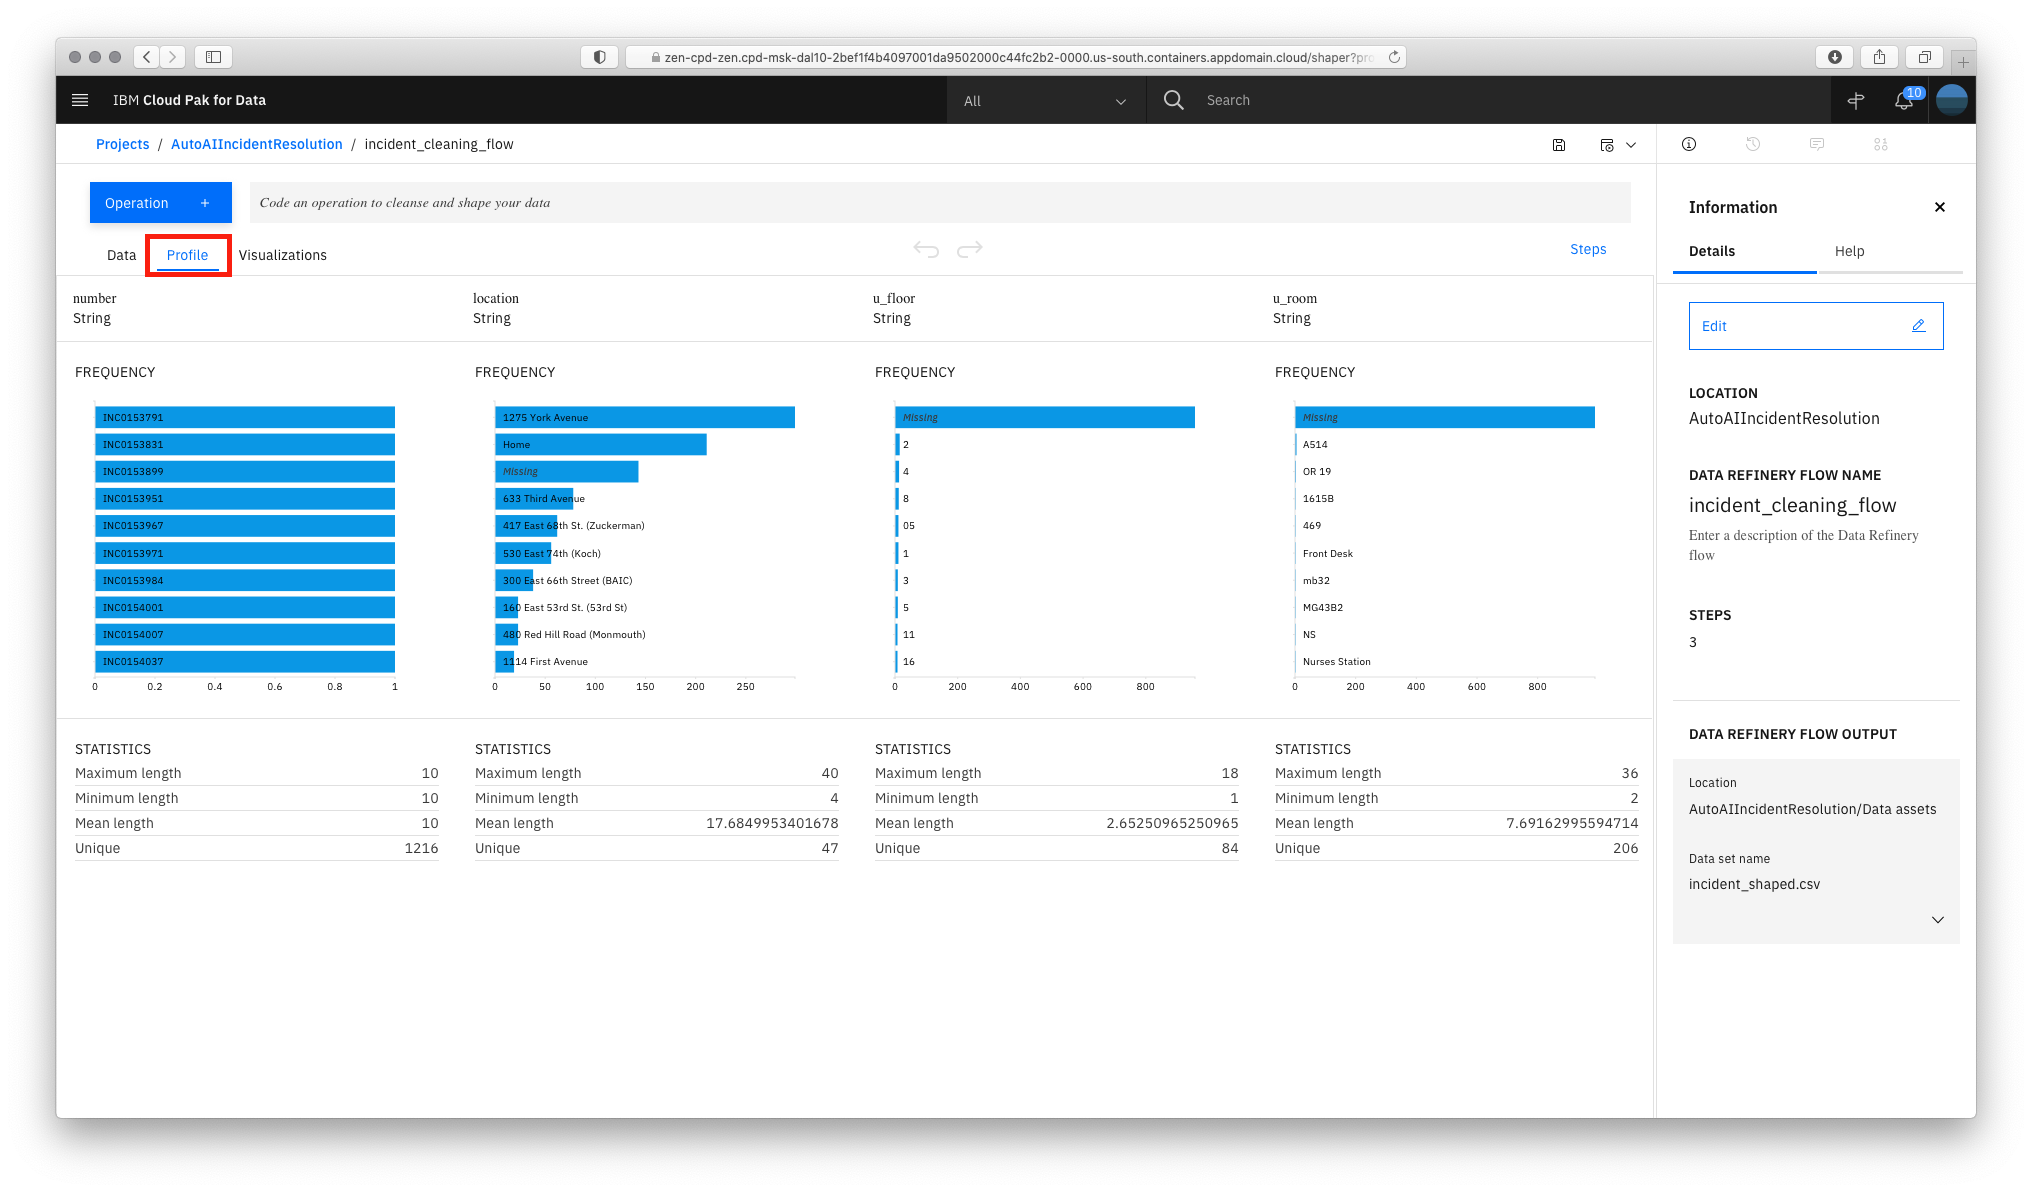 zen-cpd-zen.cpd-msk-dal10-2bef1f4b4097001da9502000c44fc2b2-0000.us-south.containers.appdomain.cloud/shaper?pro
IBM Cloud Pak for Data
All
Search
10
Projects / AutoAIIncidentResolution / incident_cleaning_flow
Operation +
Code an operation to cleanse and shape your data
Data
Profile
Visualizations
Steps
number
String
location
String
u_floor
String
u_room
String
FREQUENCY
INC0153791
INC0153831
INC0153899
INC0153951
INC0153967
INC0153971
INC0153984
INC0154001
INC0154007
INC0154037
0 0.2 0.4 0.6 0.8 1
FREQUENCY
1275 York Avenue
Home
Missing
633 Third Avenue
417 East 68th St. (Zuckerman)
530 East 74th (Koch)
300 East 66th Street (BAIC)
160 East 53rd St. (53rd St)
480 Red Hill Road (Monmouth)
1114 First Avenue
0 50 100 150 200 250
FREQUENCY
Missing
2
4
8
05
1
3
5
11
16
0 200 400 600 800
FREQUENCY
Missing
A514
OR 19
1615B
469
Front Desk
mb32
MG43B2
NS
Nurses Station
0 200 400 600 800
STATISTICS
Maximum length 10
Minimum length 10
Mean length 10
Unique 1216
STATISTICS
Maximum length 40
Minimum length 4
Mean length 17.6849953401678
Unique 47
STATISTICS
Maximum length 18
Minimum length 1
Mean length 2.65250965250965
Unique 84
STATISTICS
Maximum length 36
Minimum length 2
Mean length 7.69162995594714
Unique 206
Information
Details
Help
Edit
LOCATION
AutoAIIncidentResolution
DATA REFINERY FLOW NAME
incident_cleaning_flow
Enter a description of the Data Refinery
flow
STEPS
3
DATA REFINERY FLOW OUTPUT
Location
AutoAIIncidentResolution/Data assets
Data set name
incident_shaped.csv